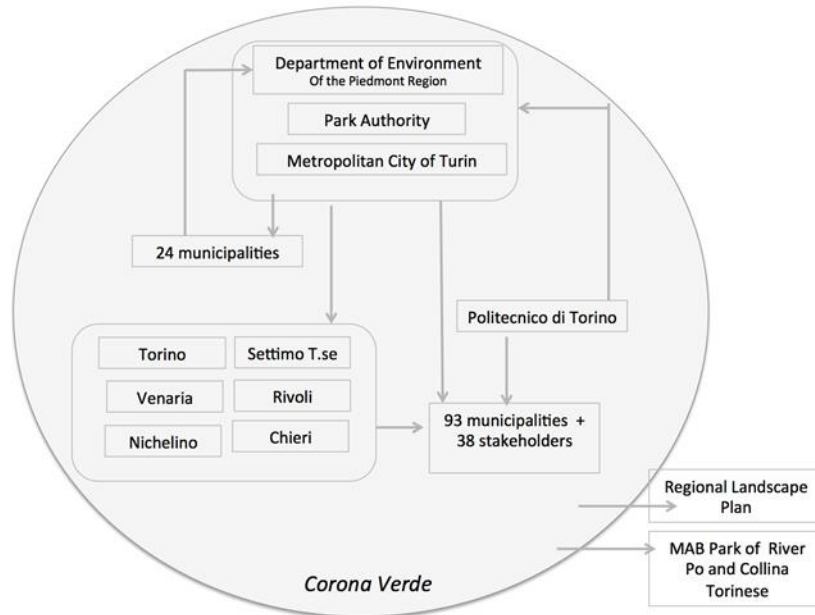 Department of Environment
Of the Piedmont Region
Park Authority
Metropolitan City of Turin
24 municipalities
Politecnico di Torino
Torino
Settimo T.se
Venaria
Rivoli
Nichelino
Chieri
93 municipalities +
38 stakeholders
Regional Landscape
Plan
MAB Park of River
Po and Collina
Torinese
Corona Verde